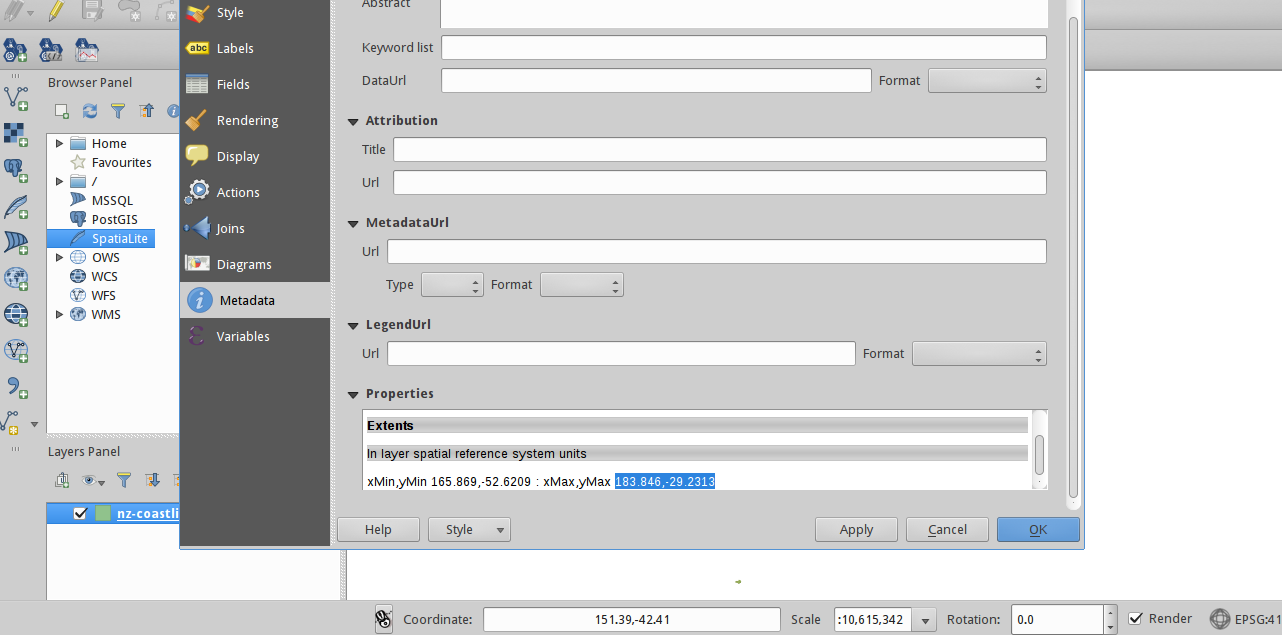 Abstract
Style
Labels
Keyword list
Browser Panel
DataUrl
Format
Fields
Attribution
Rendering
Home
Title
Display
Favourites
/
Url
Actions
MSSQL
PostGIS
MetadataUrl
Joins
SpatiaLite
Url
OWS
Diagrams
WCS
Type
Format
WFS
Metadata
WMS
LegendUrl
Variables
Url
Format
Properties
Extents
Layers Panel
In layer spatial reference system units
xMin,yMin 165.869,-52.6209 : xMax,yMax 183.846,-29.2313
nz-coastli
Help
Style
Apply
Cancel
OK
Coordinate:
151.39,-42.41
Scale
:10,615,342
Rotation:
0.0
Render
EPSG:41